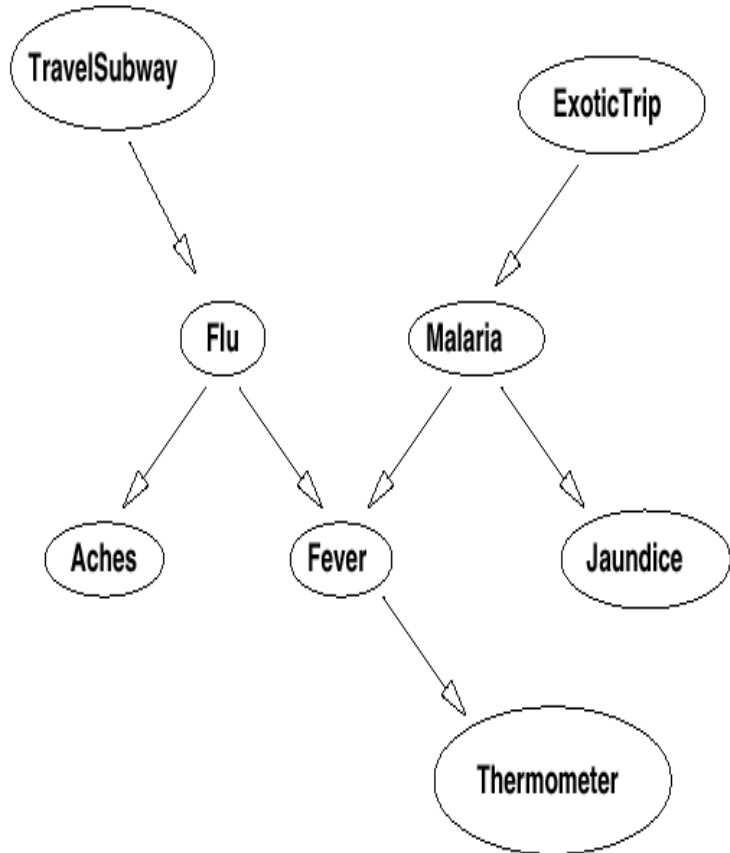 TravelSubway
ExoticTrip
Flu
Malaria
Aches
Fever
Jaundice
Thermometer